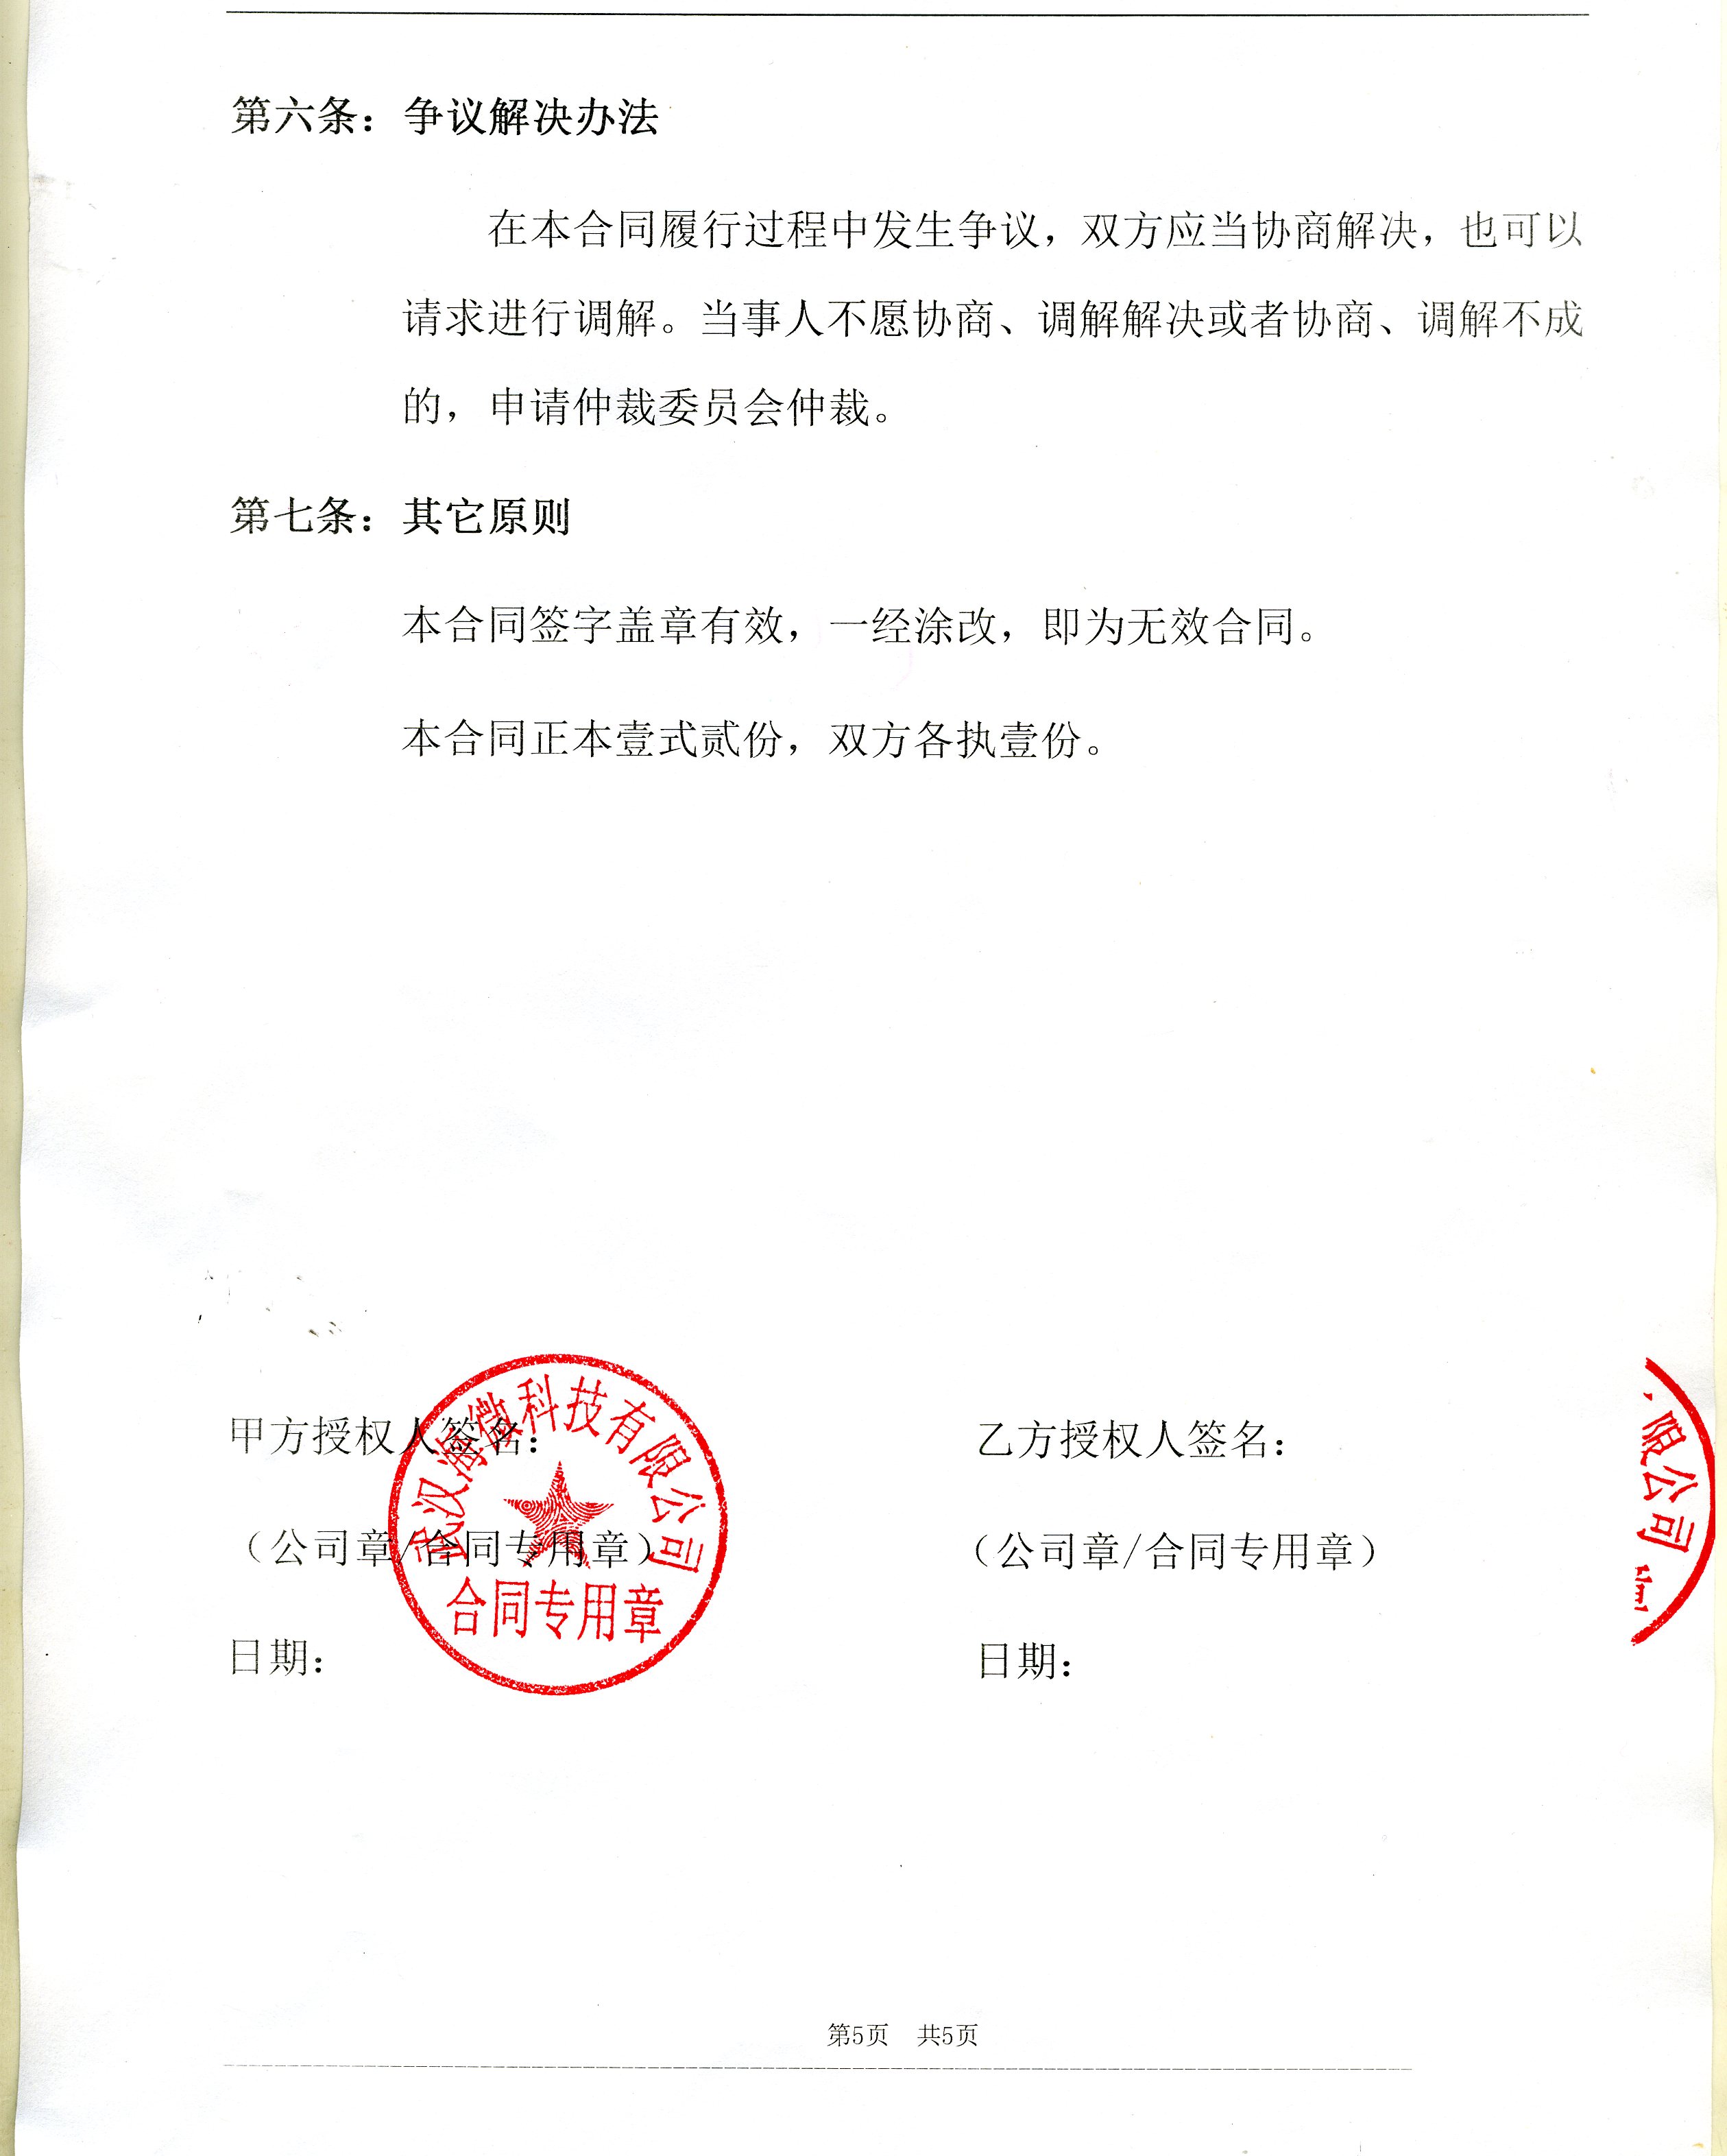 第六条：争议解决办法
在本合同履行过程中发生争议，双方应当协商解决，也可以
请求进行调解。当事人不愿协商、调解解决或者协商、调解不成
的，申请仲裁委员会仲裁。
第七条：其它原则
本合同签字盖章有效，一经涂改，即为无效合同。
本合同正本壹式贰份，双方各执壹份。
甲方授权人签名：
乙方授权人签名：
武汉海微科技有限公司
合同专用章
限公司
章
（公司章/合同专用章）
（公司章/合同专用章）
日期：
日期：
第5页 共5页